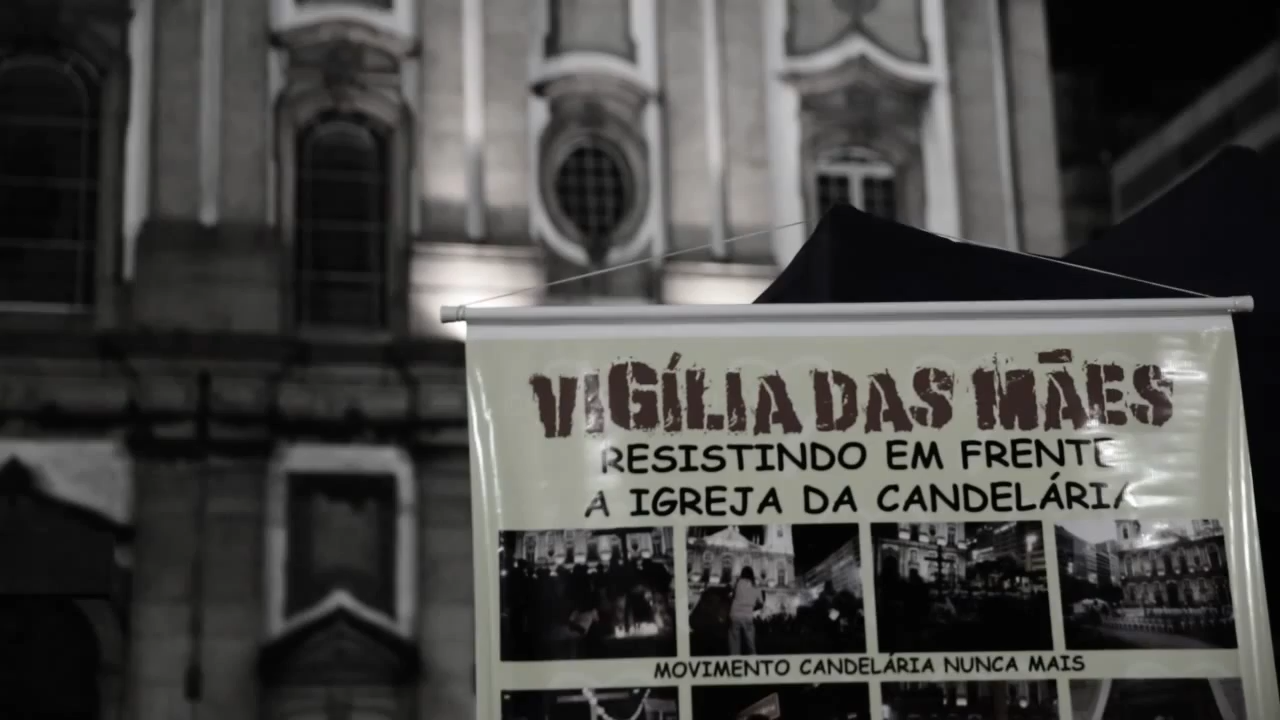 VIGÍLIA DAS MÃES
RESISTINDO EM FRENTE
A IGREJA DA CANDELÁRIA
MOVIMENTO CANDELÁRIA NUNCA MAIS